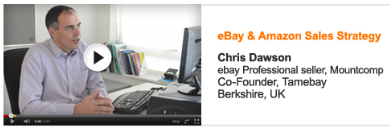 eBay & Amazon Sales Strategy
Chris Dawson
ebay Professional seller, Mountcomp
Co-Founder, Tamebay
Berkshire, UK